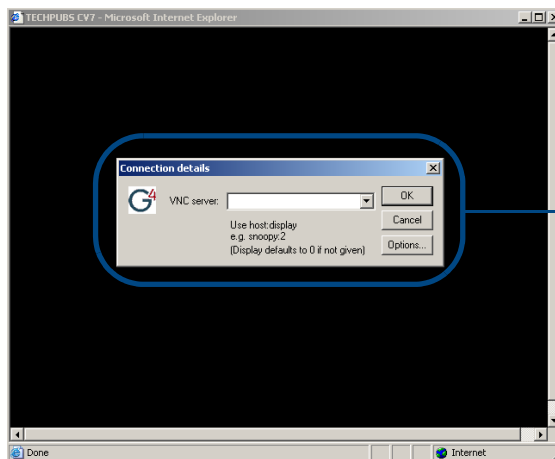 TECHPUBS CV7 - Microsoft Internet Explorer
Connection details
G4
VNC server:
OK
Use host:display
e.g. snoopy:2
(Display defaults to 0 if not given)
Cancel
Options...
Done
Internet